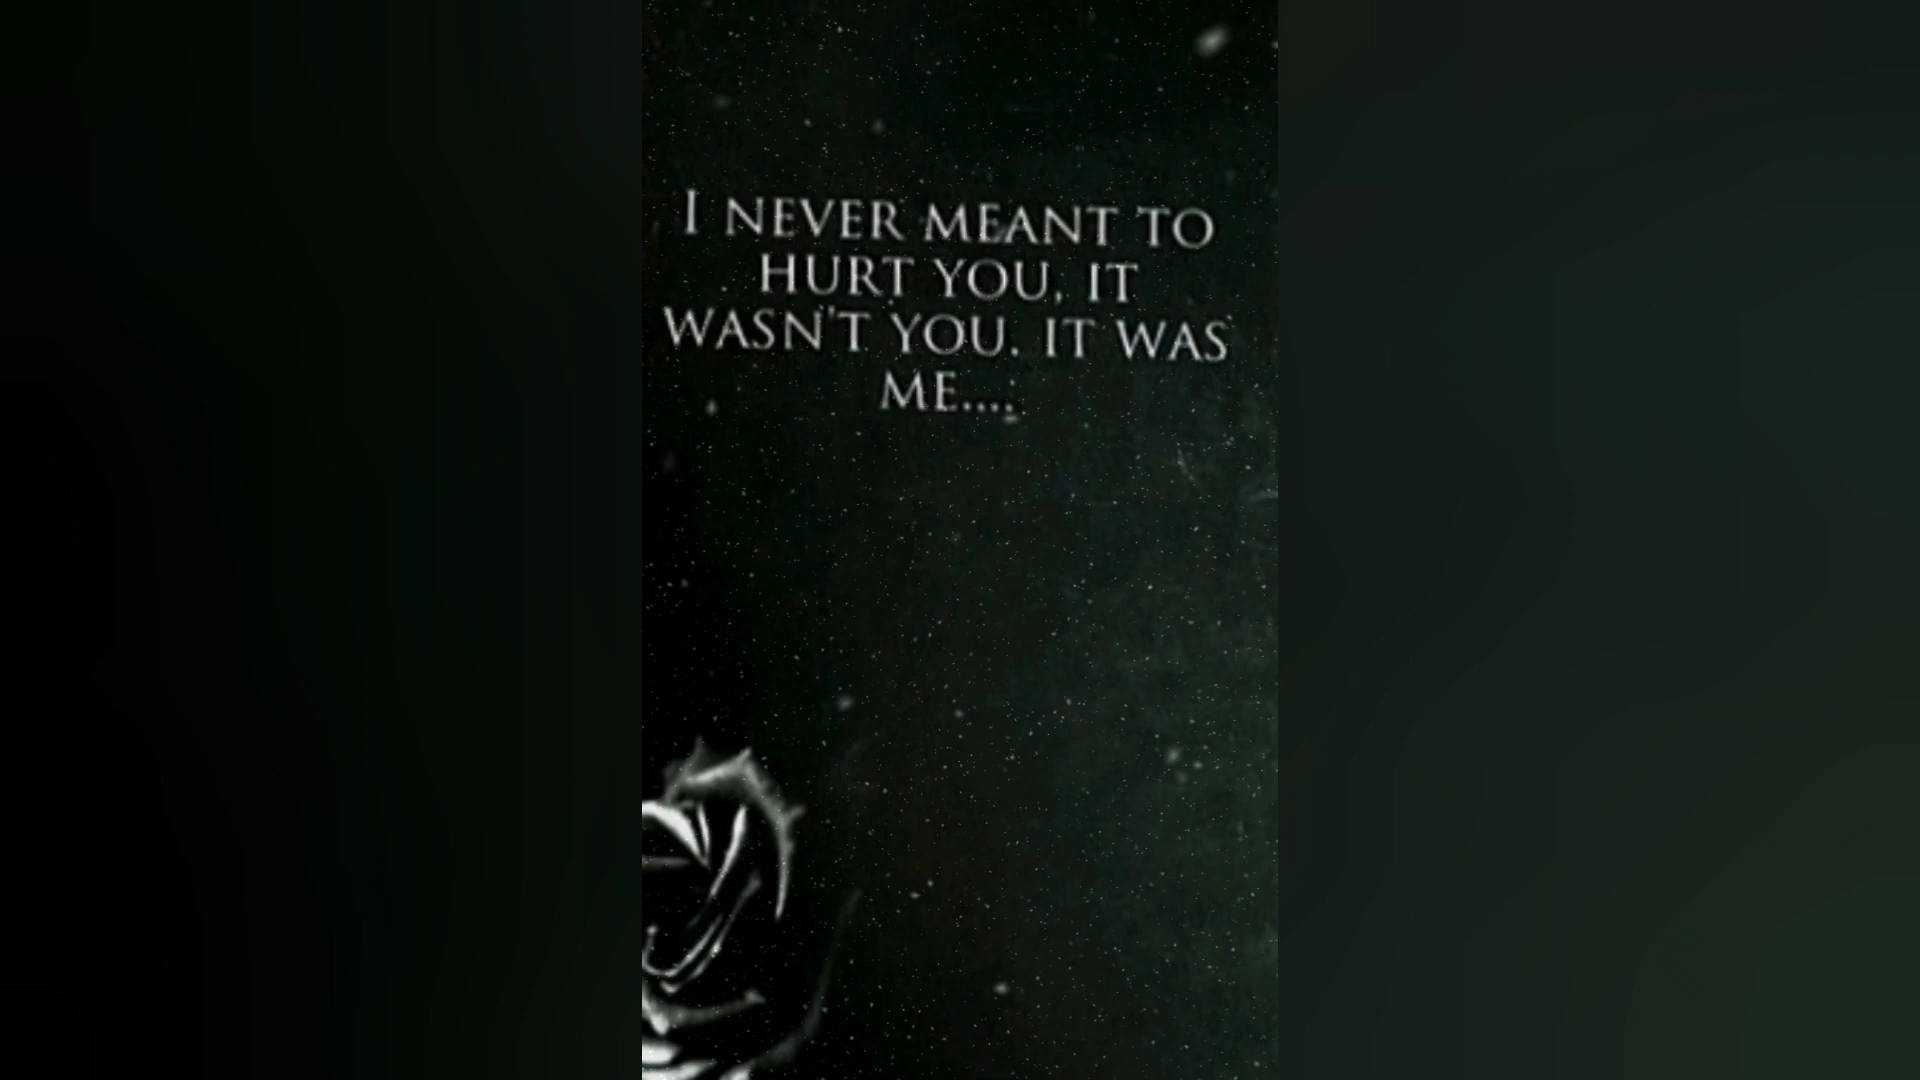 I NEVER MEANT TO
HURT YOU, IT
WASN'T YOU. IT WAS
ME....